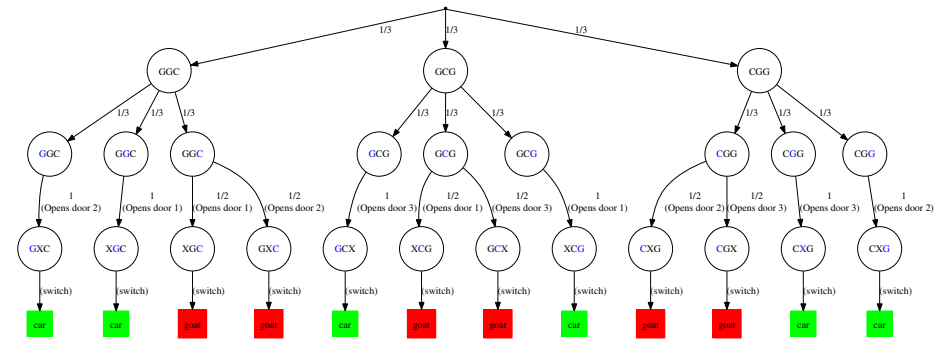 1/3 1/3 1/3
GGC GCG CGG
1/3 1/3 1/3 1/3 1/3 1/3 1/3 1/3 1/3
GGC GGC GGC GCG GCG GCG CGG CGG CGG
1 1 1/2 1/2 1 1/2 1/2 1 1/2 1/2 1 1
(Opens door 2) (Opens door 1) (Opens door 1) (Opens door 2) (Opens door 3) (Opens door 1) (Opens door 3) (Opens door 1) (Opens door 2) (Opens door 3) (Opens door 3) (Opens door 2)
GXC XGC XGC GXC GCX XCG GCX XCG CXG CGX CXG CXG
(switch) (switch) (switch) (switch) (switch) (switch) (switch) (switch) (switch) (switch) (switch) (switch)
car car goat goat car goat goat car goat goat car car